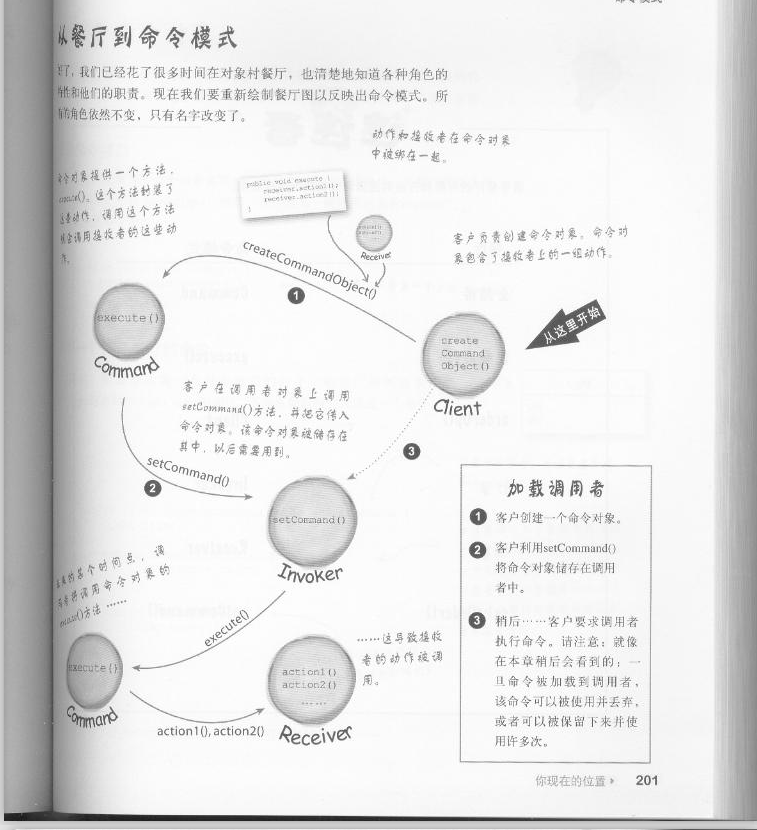 从餐厅到命令模式
好了，我们已经花了很多时间在对象村餐厅，也清楚地知道各种角色的
特性和他们的职责。现在我们要重新绘制餐厅图以反映出命令模式。所
有的角色依然不变，只有名字改变了。
动作和接收者在命令对象
中被绑在一起。
命令对象提供一个方法，
execute()。这个方法封装了
这些动作，调用这个方法
就会调用接收者的这些动
作。
public void execute {
receiver.action1();
receiver.action2();
}
Receiver
客户负责创建命令对象。命令对
象包含了接收者上的一组动作。
createCommandObject()
1
从这里开始
execute()
Command
create
Command
Object()
Client
客户在调用者对象上调用
setCommand()方法，并把它传入
命令对象。该命令对象被储存在
其中，以后需要用到。
3
setCommand()
2
setCommand()
Invoker
的某个时间点，调
用者将调用命令对象的
execute()方法……
execute()
……这导致接收
者的动作被调
用。
execute()
Command
action1()
action2()
……
action1(), action2()
Receiver
加载调用者
1 客户创建一个命令对象。
2 客户利用setCommand()
将命令对象储存在调用
者中。
3 稍后……客户要求调用者
执行命令。请注意：就像
在本章稍后会看到的：一
旦命令被加载到调用者，
该命令可以被使用并丢弃，
或者可以被保留下来并使
用许多次。
你现在的位置 201